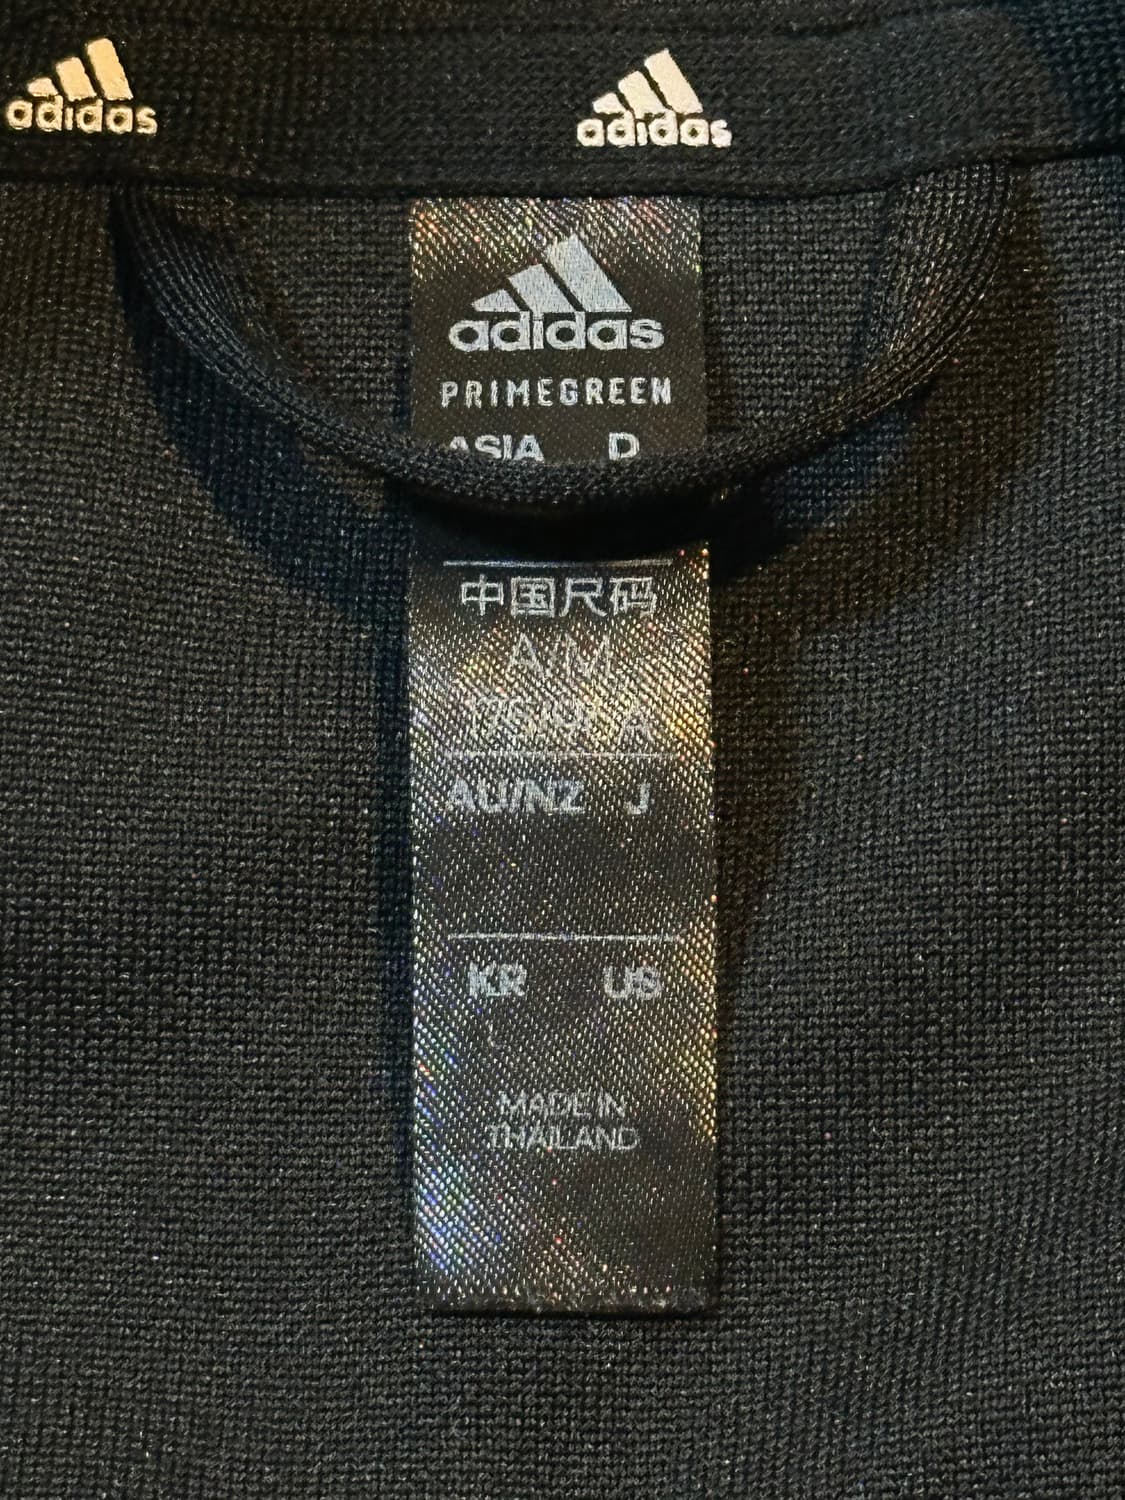 adidas
adidas
adidas
PRIMEGREEN
ASIA D
中国尺码
A/M
AU/NZ J
KR US
MADE IN
THAILAND